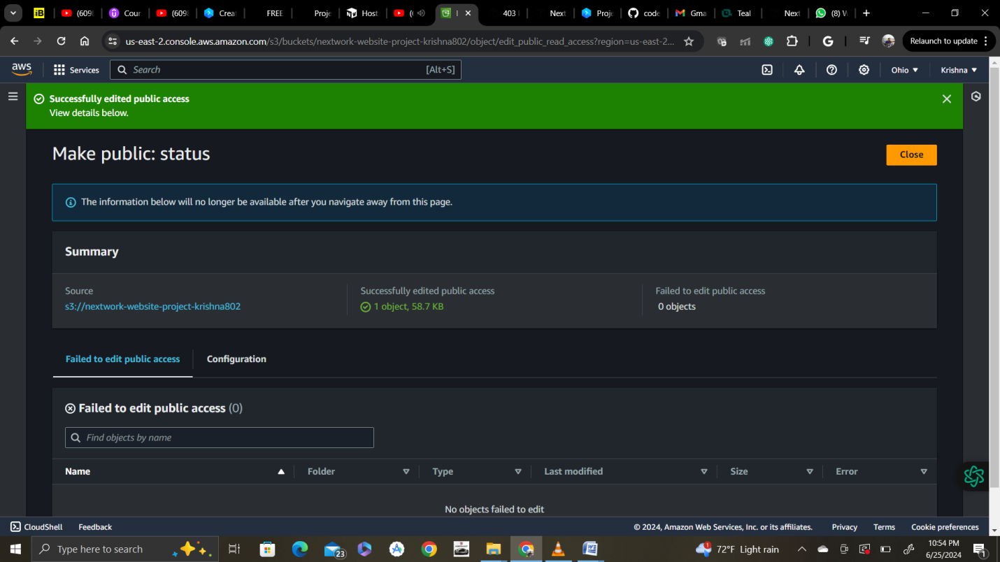 iB
(609
Cour
(609
Creat
FREE
Proje
Host
(
I
403
Next
Proje
code
Gma
Teal
Next
(8) W
us-east-2.console.aws.amazon.com/s3/buckets/nextwork-website-project-krishna802/object/edit_public_read_access?region=us-east-2...
Relaunch to update
aws
Services
Search
[Alt+S]
Ohio
Krishna
Successfully edited public access
View details below.
Make public: status
Close
The information below will no longer be available after you navigate away from this page.
Summary
Source
s3://nextwork-website-project-krishna802
Successfully edited public access
1 object, 58.7 KB
Failed to edit public access
0 objects
Failed to edit public access
Configuration
Failed to edit public access (0)
Find objects by name
Name
Folder
Type
Last modified
Size
Error
No objects failed to edit
CloudShell
Feedback
© 2024, Amazon Web Services, Inc. or its affiliates.
Privacy
Terms
Cookie preferences
Type here to search
23
1
72°F Light rain
10:54 PM
6/25/2024
1